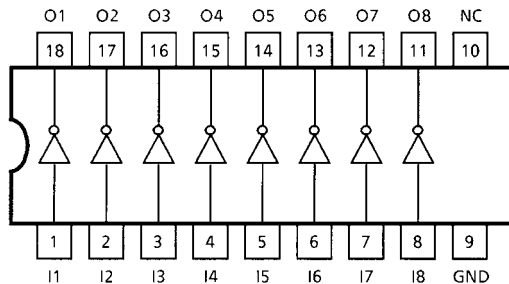 O1 O2 O3 O4 O5 O6 O7 O8 NC
18 17 16 15 14 13 12 11 10
1 2 3 4 5 6 7 8 9
I1 I2 I3 I4 I5 I6 I7 I8 GND